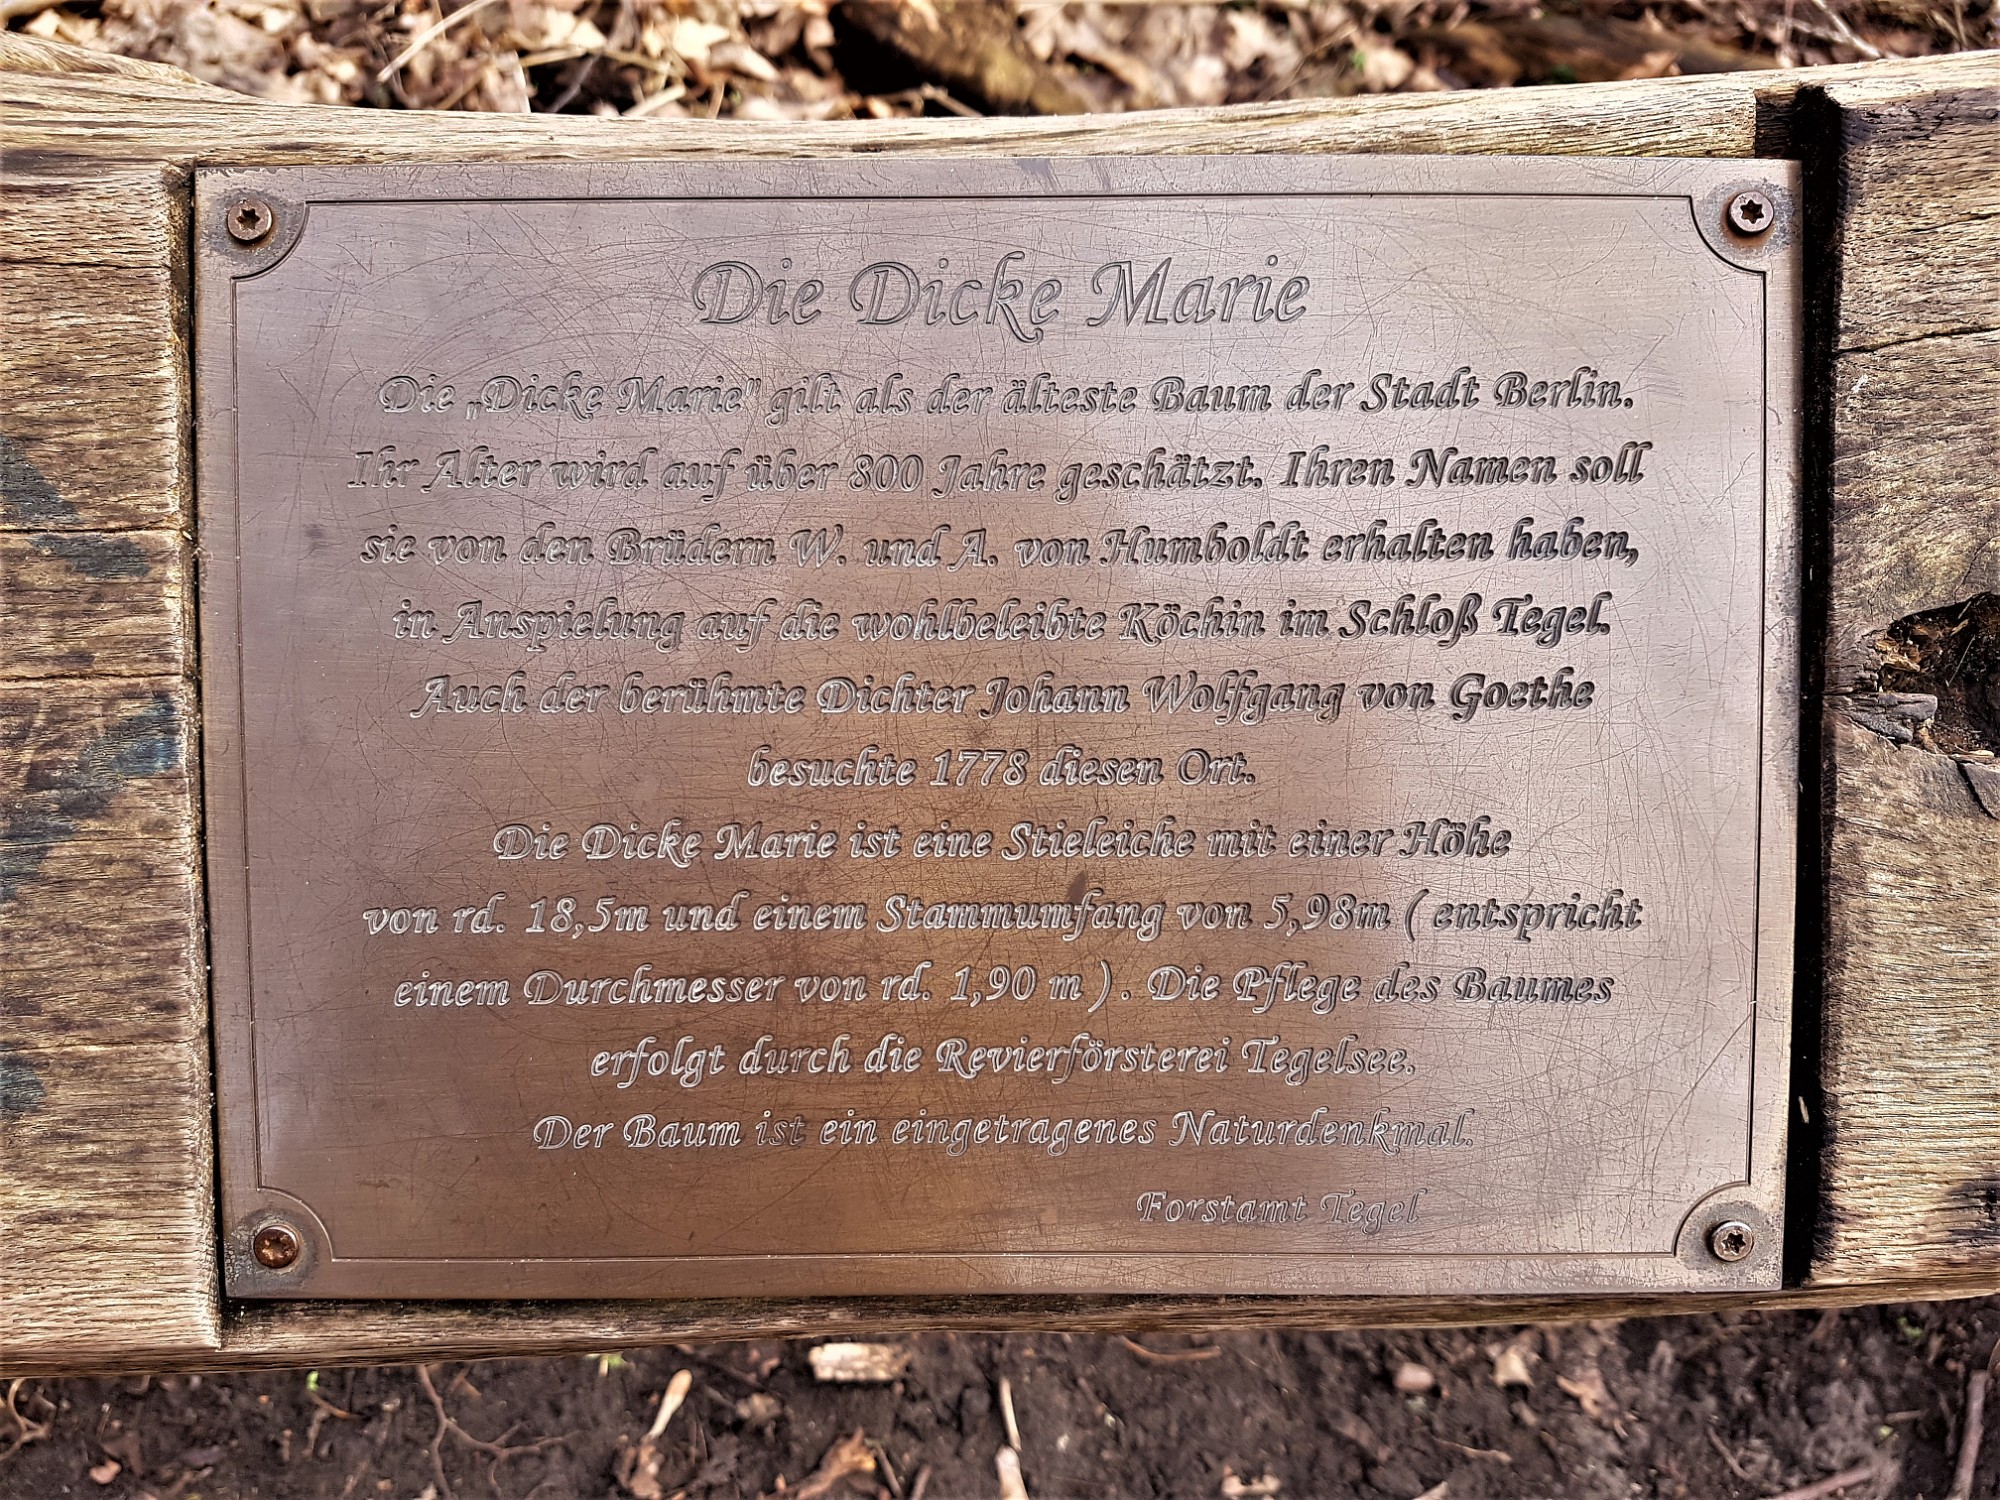 Die Dicke Marie
Die „Dicke Marie" gilt als der älteste Baum der Stadt Berlin.
Ihr Alter wird auf über 800 Jahre geschätzt. Ihren Namen soll
sie von den Brüdern W. und A. von Humboldt erhalten haben,
in Anspielung auf die wohlbeleibte Köchin im Schloß Tegel.
Auch der berühmte Dichter Johann Wolfgang von Goethe
besuchte 1778 diesen Ort.
Die Dicke Marie ist eine Stieleiche mit einer Höhe
von rd. 18,5m und einem Stammumfang von 5,98m ( entspricht
einem Durchmesser von rd. 1,90 m ) . Die Pflege des Baumes
erfolgt durch die Revierförsterei Tegelsee.
Der Baum ist ein eingetragenes Naturdenkmal.
Forstamt Tegel